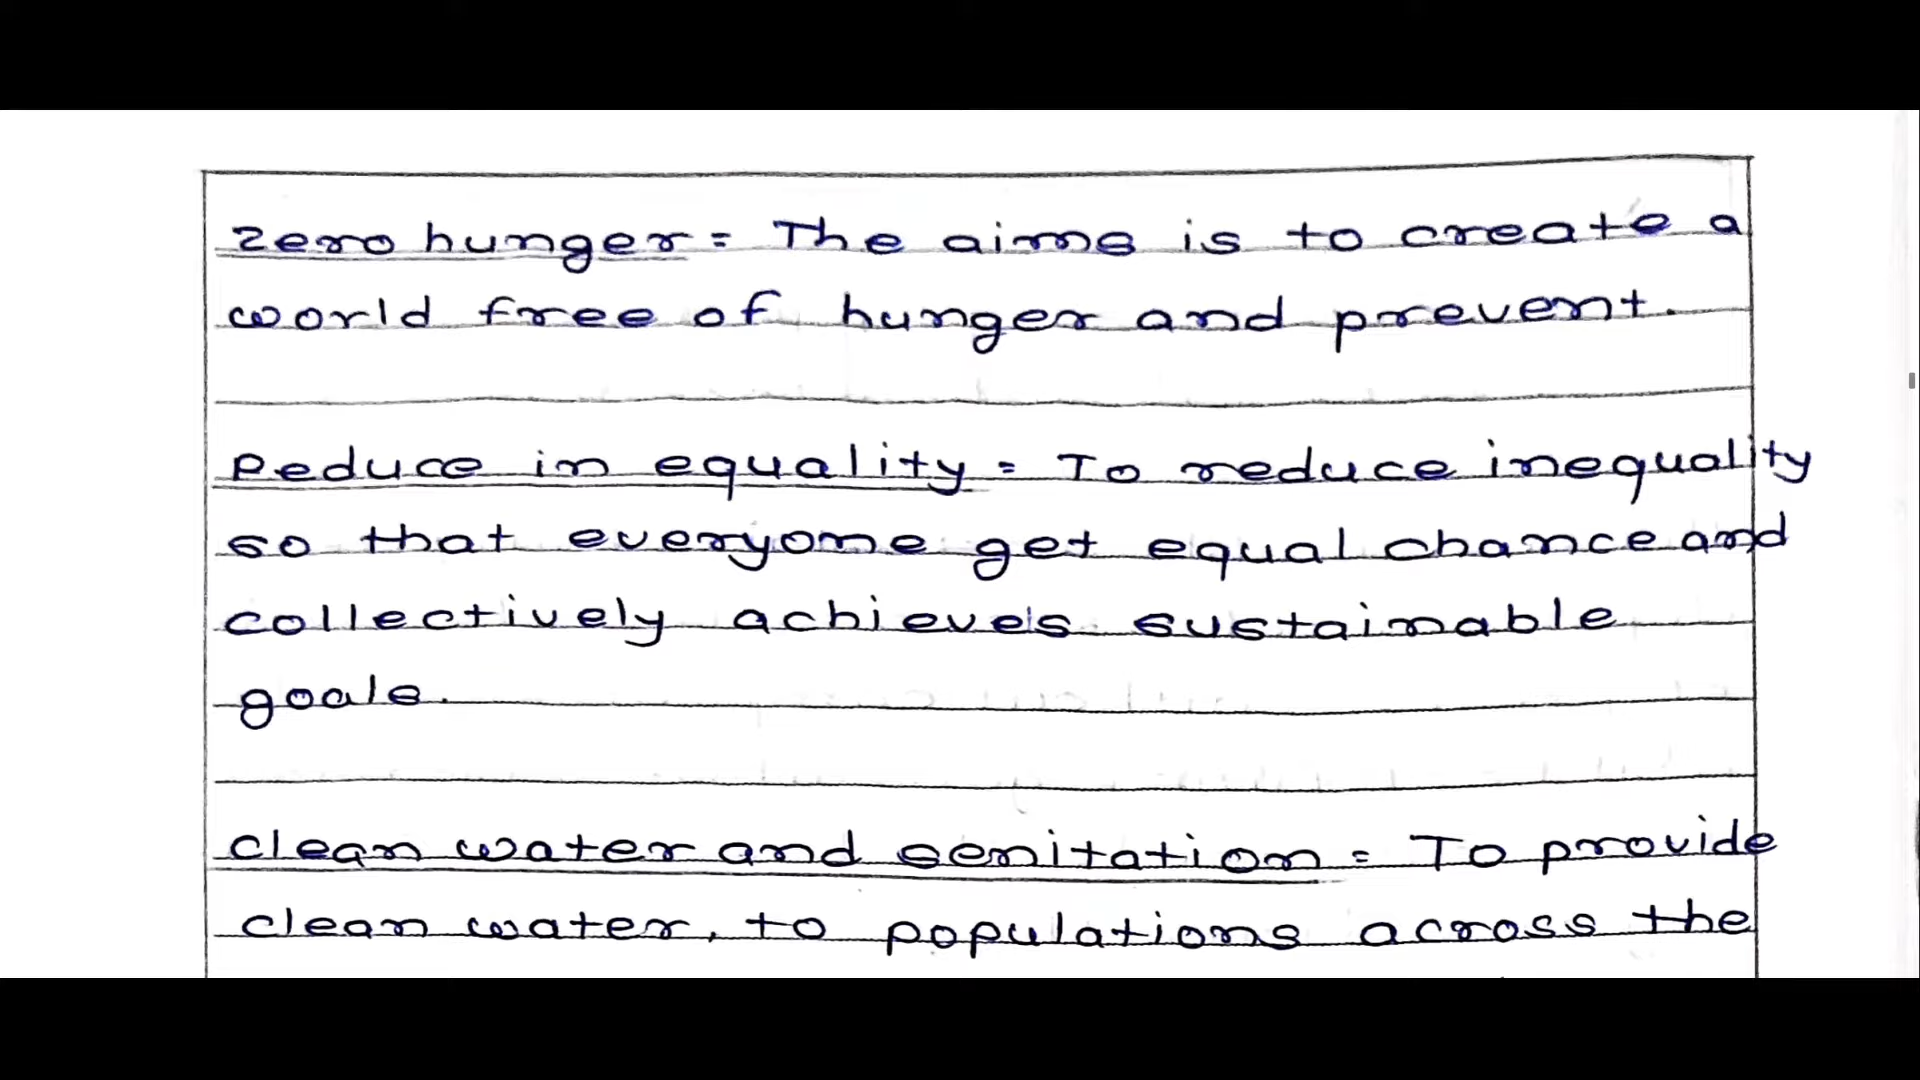 zero hunger = The aims is to create a
world free of hunger and prevent.
Reduce in equality = To reduce inequality
so that everyone get equal chance and
collectively achieve's sustainable
goals.
clean water and senitation = To provide
clean water, to populations across the